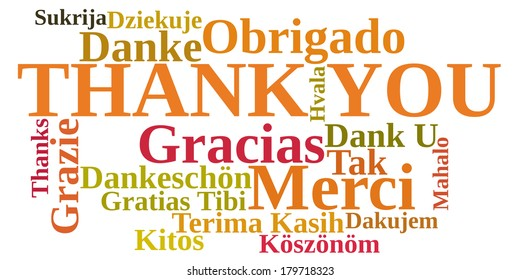 Sukrija
Dziekuje
Danke
Obrigado
THANK YOU
Hvala
Thanks
Grazie
Gracias
Dank U
Tak
Mahalo
Dankeschön
Merci
Gratias Tibi
Terima Kasih
Dakujem
Kitos
Köszönöm
shutterstock.com · 179718323